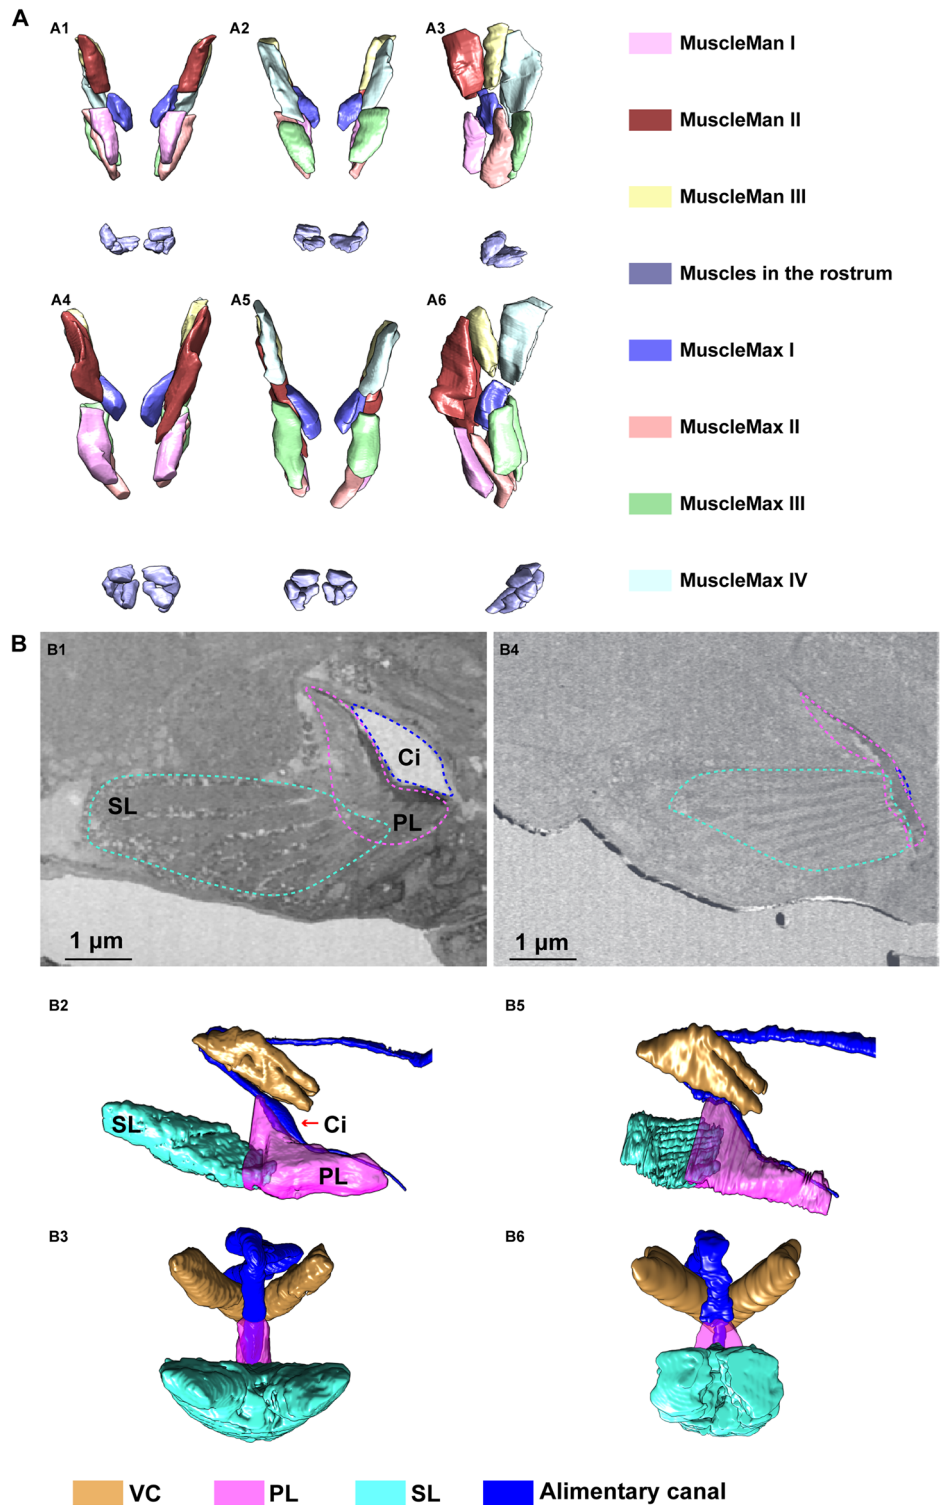 A
A1
A2
A3
MuscleMan I
MuscleMan II
MuscleMan III
Muscles in the rostrum
A4
A5
A6
MuscleMax I
MuscleMax II
MuscleMax III
MuscleMax IV
B
B1
B4
Ci
SL
PL
1 µm
1 µm
B2
B5
SL
Ci
PL
B3
B6
VC
PL
SL
Alimentary canal